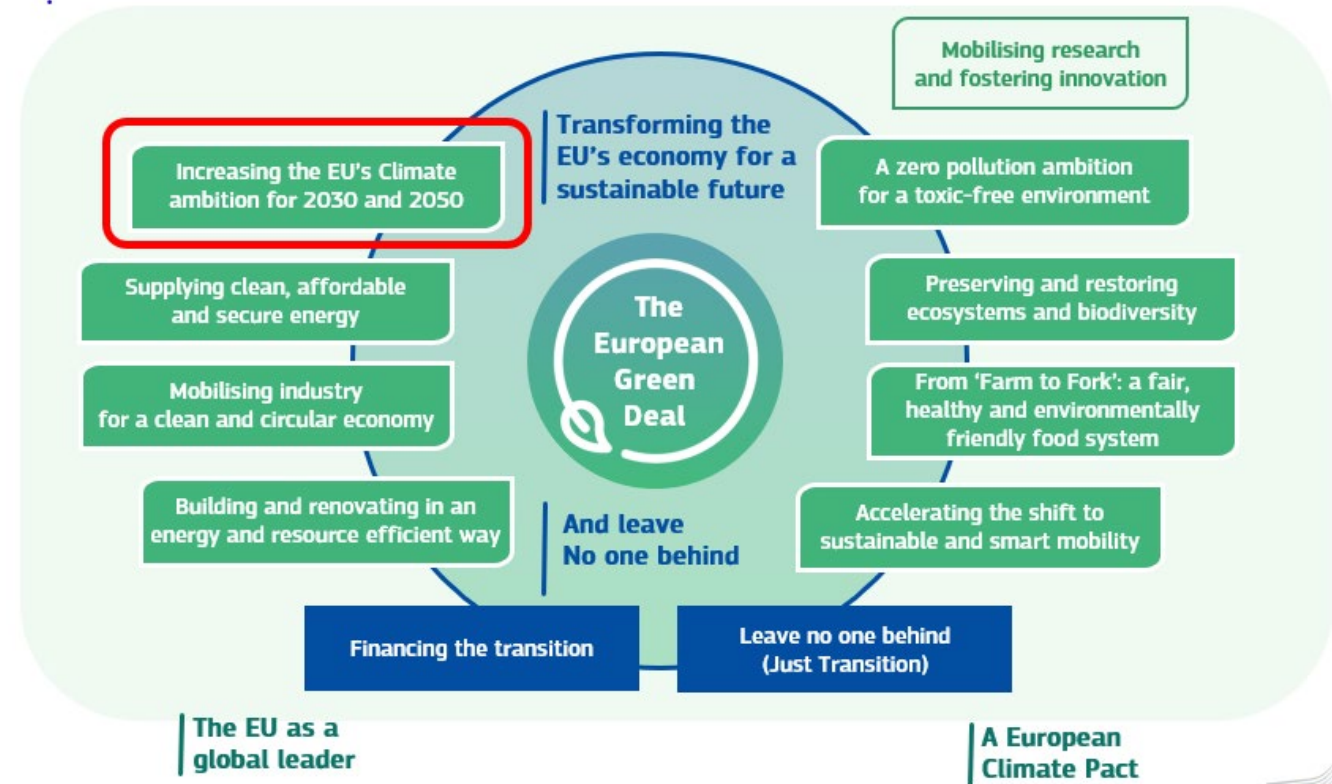 Mobilising research
and fostering innovation
Transforming the
EU's economy for a
sustainable future
Increasing the EU's Climate
ambition for 2030 and 2050
A zero pollution ambition
for a toxic-free environment
Supplying clean, affordable
and secure energy
The
European
Green
Deal
Preserving and restoring
ecosystems and biodiversity
Mobilising industry
for a clean and circular economy
From ‘Farm to Fork’: a fair,
healthy and environmentally
friendly food system
Building and renovating in an
energy and resource efficient way
And leave
No one behind
Accelerating the shift to
sustainable and smart mobility
Financing the transition
Leave no one behind
(Just Transition)
The EU as a
global leader
A European
Climate Pact